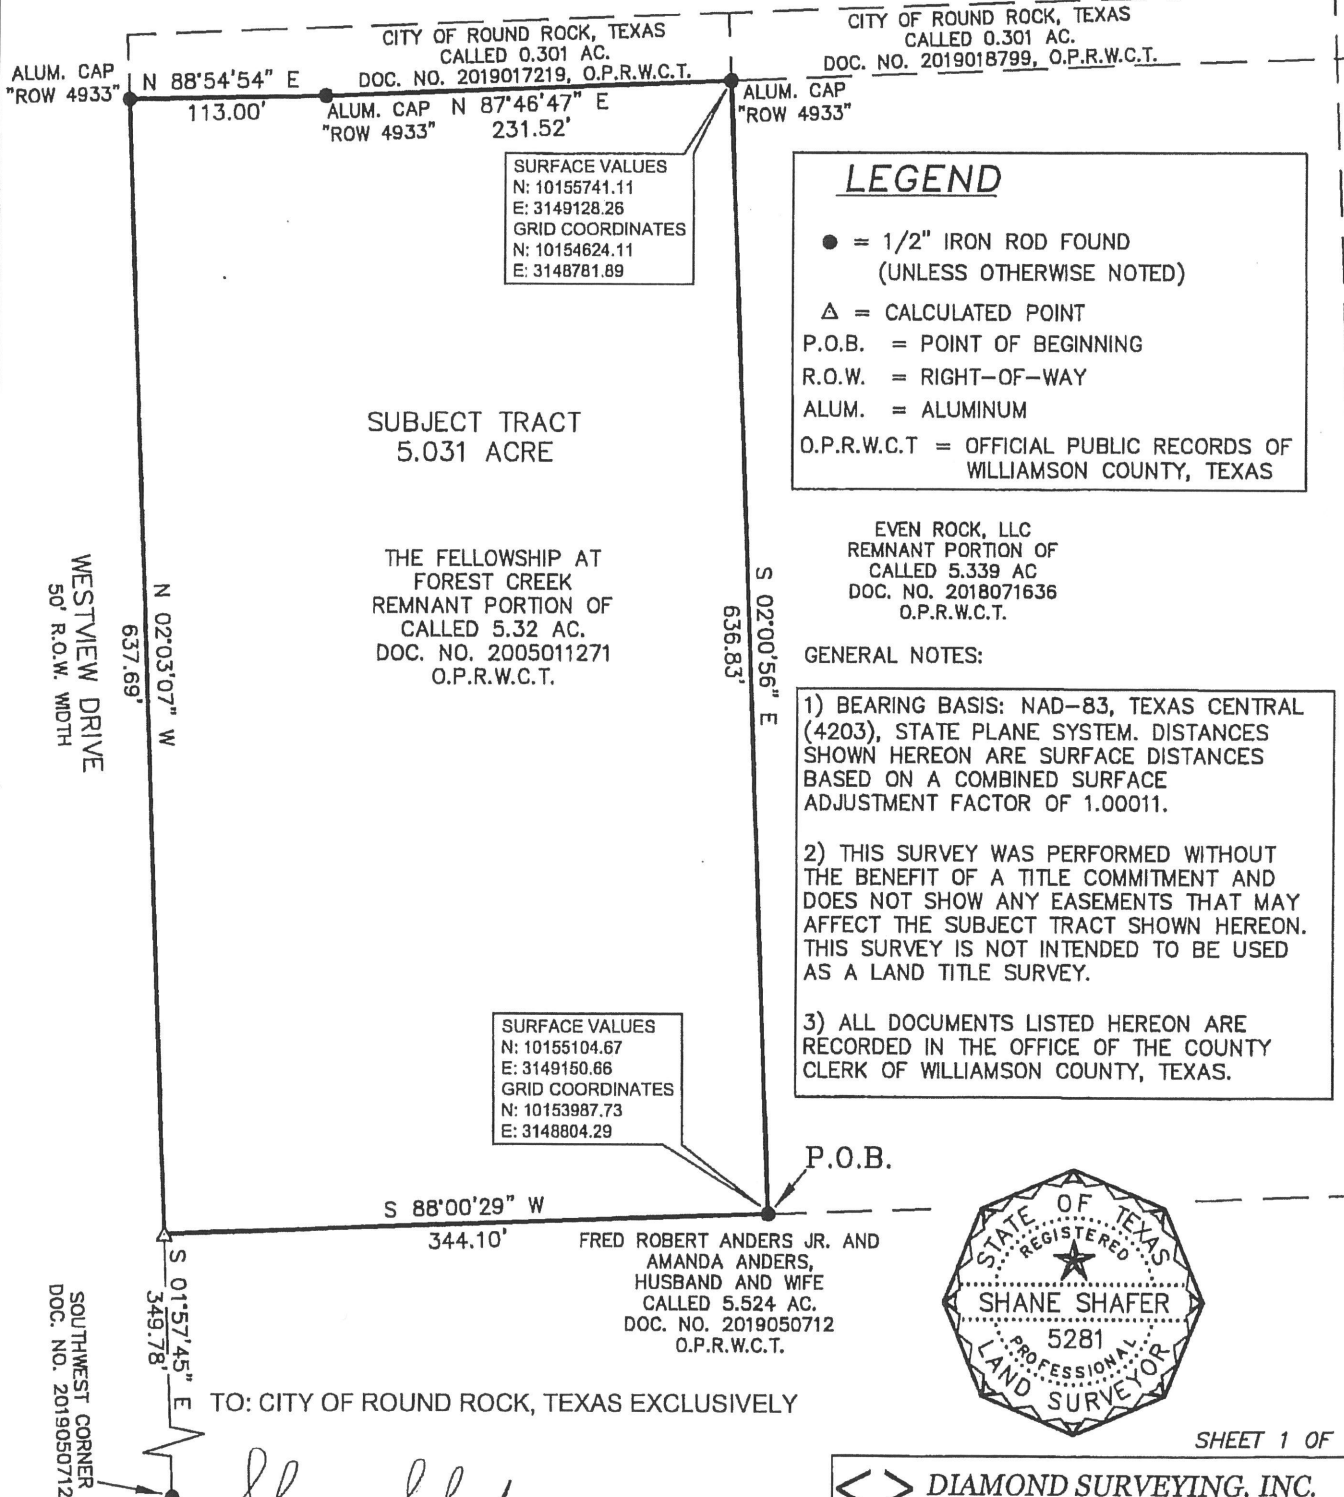 CITY OF ROUND ROCK, TEXAS
CALLED 0.301 AC.
DOC. NO. 2019017219, O.P.R.W.C.T.
CITY OF ROUND ROCK, TEXAS
CALLED 0.301 AC.
DOC. NO. 2019018799, O.P.R.W.C.T.
ALUM. CAP
"ROW 4933"
N 88°54'54" E
113.00'
ALUM. CAP
"ROW 4933"
N 87°46'47" E
231.52'
ALUM. CAP
"ROW 4933"
SURFACE VALUES
N: 10155741.11
E: 3149128.26
GRID COORDINATES
N: 10154624.11
E: 3148781.89
LEGEND
● = 1/2" IRON ROD FOUND
(UNLESS OTHERWISE NOTED)
△ = CALCULATED POINT
P.O.B. = POINT OF BEGINNING
R.O.W. = RIGHT-OF-WAY
ALUM. = ALUMINUM
O.P.R.W.C.T = OFFICIAL PUBLIC RECORDS OF
WILLIAMSON COUNTY, TEXAS
SUBJECT TRACT
5.031 ACRE
THE FELLOWSHIP AT
FOREST CREEK
REMNANT PORTION OF
CALLED 5.32 AC.
DOC. NO. 2005011271
O.P.R.W.C.T.
WESTVIEW DRIVE
50' R.O.W. WIDTH
N 02°03'07" W
637.69'
S 02°00'56" E
636.83'
EVEN ROCK, LLC
REMNANT PORTION OF
CALLED 5.339 AC
DOC. NO. 2018071636
O.P.R.W.C.T.
GENERAL NOTES:
1) BEARING BASIS: NAD-83, TEXAS CENTRAL
(4203), STATE PLANE SYSTEM. DISTANCES
SHOWN HEREON ARE SURFACE DISTANCES
BASED ON A COMBINED SURFACE
ADJUSTMENT FACTOR OF 1.00011.
2) THIS SURVEY WAS PERFORMED WITHOUT
THE BENEFIT OF A TITLE COMMITMENT AND
DOES NOT SHOW ANY EASEMENTS THAT MAY
AFFECT THE SUBJECT TRACT SHOWN HEREON.
THIS SURVEY IS NOT INTENDED TO BE USED
AS A LAND TITLE SURVEY.
3) ALL DOCUMENTS LISTED HEREON ARE
RECORDED IN THE OFFICE OF THE COUNTY
CLERK OF WILLIAMSON COUNTY, TEXAS.
SURFACE VALUES
N: 10155104.67
E: 3149150.66
GRID COORDINATES
N: 10153987.73
E: 3148804.29
P.O.B.
S 88°00'29" W
344.10'
FRED ROBERT ANDERS JR. AND
AMANDA ANDERS,
HUSBAND AND WIFE
CALLED 5.524 AC.
DOC. NO. 2019050712
O.P.R.W.C.T.
S 01°57'45" E
349.78'
SOUTHWEST CORNER
DOC. NO. 2019050712
STATE OF TEXAS
REGISTERED
SHANE SHAFER
5281
PROFESSIONAL
LAND SURVEYOR
TO: CITY OF ROUND ROCK, TEXAS EXCLUSIVELY
SHEET 1 OF
DIAMOND SURVEYING, INC.